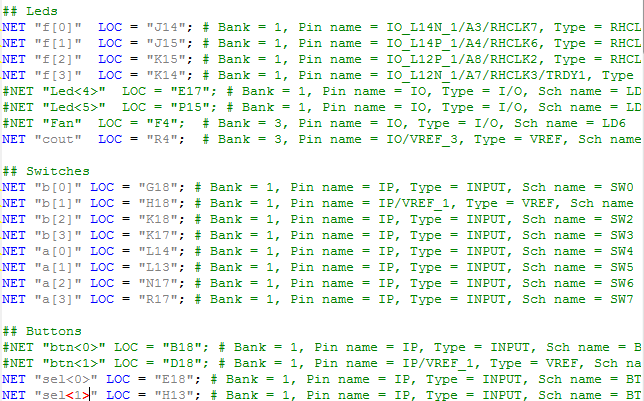 ## Leds
NET "f[0]"  LOC = "J14"; # Bank = 1, Pin name = IO_L14N_1/A3/RHCLK7, Type = RHCL
NET "f[1]"  LOC = "J15"; # Bank = 1, Pin name = IO_L14P_1/A4/RHCLK6, Type = RHCL
NET "f[2]"  LOC = "K15"; # Bank = 1, Pin name = IO_L12P_1/A8/RHCLK2, Type = RHCL
NET "f[3]"  LOC = "K14"; # Bank = 1, Pin name = IO_L12N_1/A7/RHCLK3/TRDY1, Type
#NET "Led<4>"  LOC = "E17"; # Bank = 1, Pin name = IO, Type = I/O, Sch name = LD
#NET "Led<5>"  LOC = "P15"; # Bank = 1, Pin name = IO, Type = I/O, Sch name = LD
#NET "Fan"  LOC = "F4";  # Bank = 3, Pin name = IO, Type = I/O, Sch name = LD6
NET "cout"  LOC = "R4";  # Bank = 3, Pin name = IO/VREF_3, Type = VREF, Sch name
## Switches
NET "b[0]" LOC = "G18"; # Bank = 1, Pin name = IP, Type = INPUT, Sch name = SW0
NET "b[1]" LOC = "H18"; # Bank = 1, Pin name = IP/VREF_1, Type = VREF, Sch name
NET "b[2]" LOC = "K18"; # Bank = 1, Pin name = IP, Type = INPUT, Sch name = SW2
NET "b[3]" LOC = "K17"; # Bank = 1, Pin name = IP, Type = INPUT, Sch name = SW3
NET "a[0]" LOC = "L14"; # Bank = 1, Pin name = IP, Type = INPUT, Sch name = SW4
NET "a[1]" LOC = "L13"; # Bank = 1, Pin name = IP, Type = INPUT, Sch name = SW5
NET "a[2]" LOC = "N17"; # Bank = 1, Pin name = IP, Type = INPUT, Sch name = SW6
NET "a[3]" LOC = "R17"; # Bank = 1, Pin name = IP, Type = INPUT, Sch name = SW7
## Buttons
#NET "btn<0>" LOC = "B18"; # Bank = 1, Pin name = IP, Type = INPUT, Sch name = B
#NET "btn<1>" LOC = "D18"; # Bank = 1, Pin name = IP/VREF_1, Type = VREF, Sch na
NET "sel<0>" LOC = "E18"; # Bank = 1, Pin name = IP, Type = INPUT, Sch name = BT
NET "sel<1>" LOC = "H13"; # Bank = 1, Pin name = IP, Type = INPUT, Sch name = BT